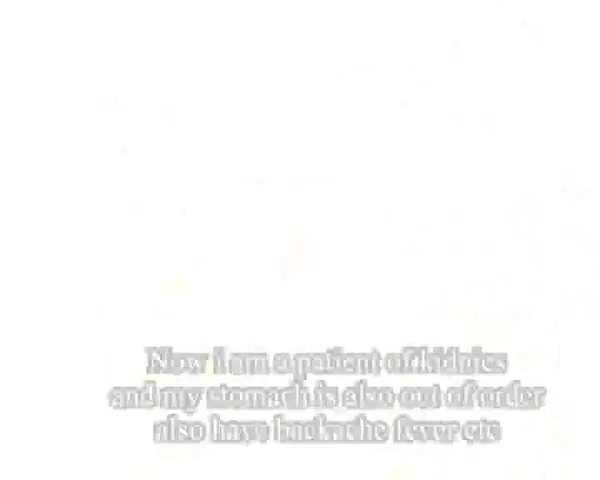 Now i am a patient of kidnies
and my stomach is also out of order
also have backache fever etc